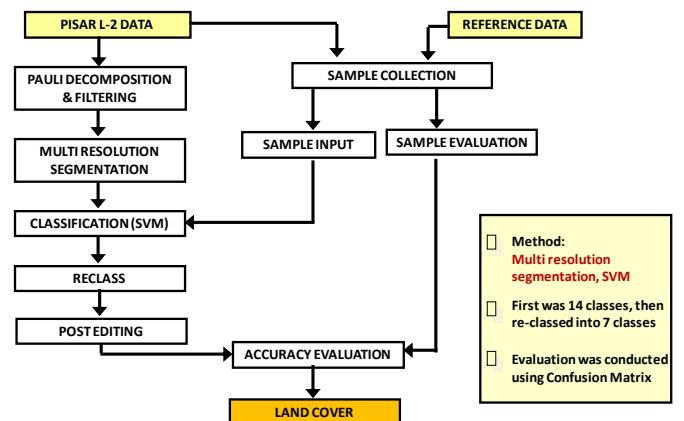 PISAR L-2 DATA
REFERENCE DATA
PAULI DECOMPOSITION
& FILTERING
SAMPLE COLLECTION
SAMPLE INPUT
SAMPLE EVALUATION
MULTI RESOLUTION
SEGMENTATION
CLASSIFICATION (SVM)
RECLASS
POST EDITING
ACCURACY EVALUATION
LAND COVER
Method:
Multi resolution
segmentation, SVM
First was 14 classes, then
re-classed into 7 classes
Evaluation was conducted
using Confusion Matrix